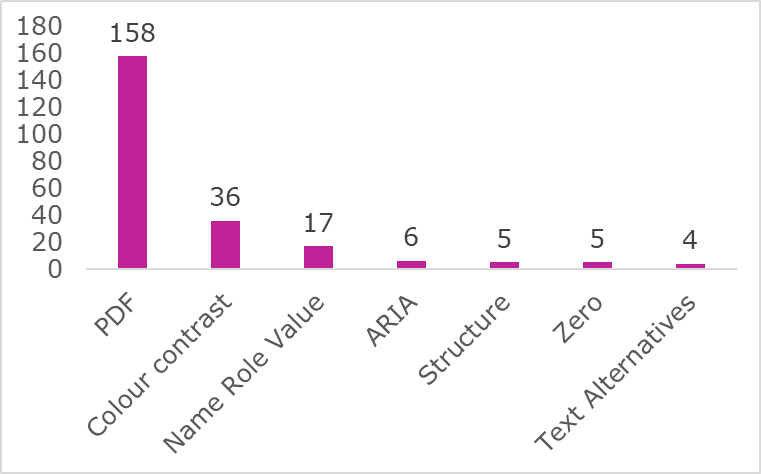 180
160
140
120
100
80
60
40
20
0
158
36
17
6
5
5
4
PDF
Colour contrast
Name Role Value
ARIA
Structure
Zero
Text Alternatives